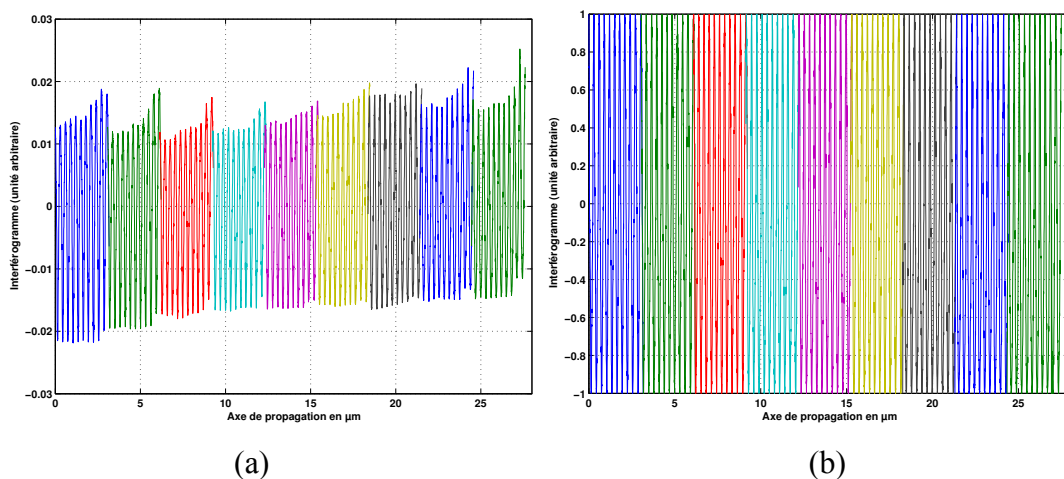 0.03
0.02
0.01
0
−0.01
−0.02
−0.03
Interférogramme (unité arbitraire)
0 5 10 15 20 25
Axe de propagation en µm
(a)
1
0.8
0.6
0.4
0.2
0
−0.2
−0.4
−0.6
−0.8
−1
Interférogramme (unité arbitraire)
0 5 10 15 20 25
Axe de propagation en µm
(b)